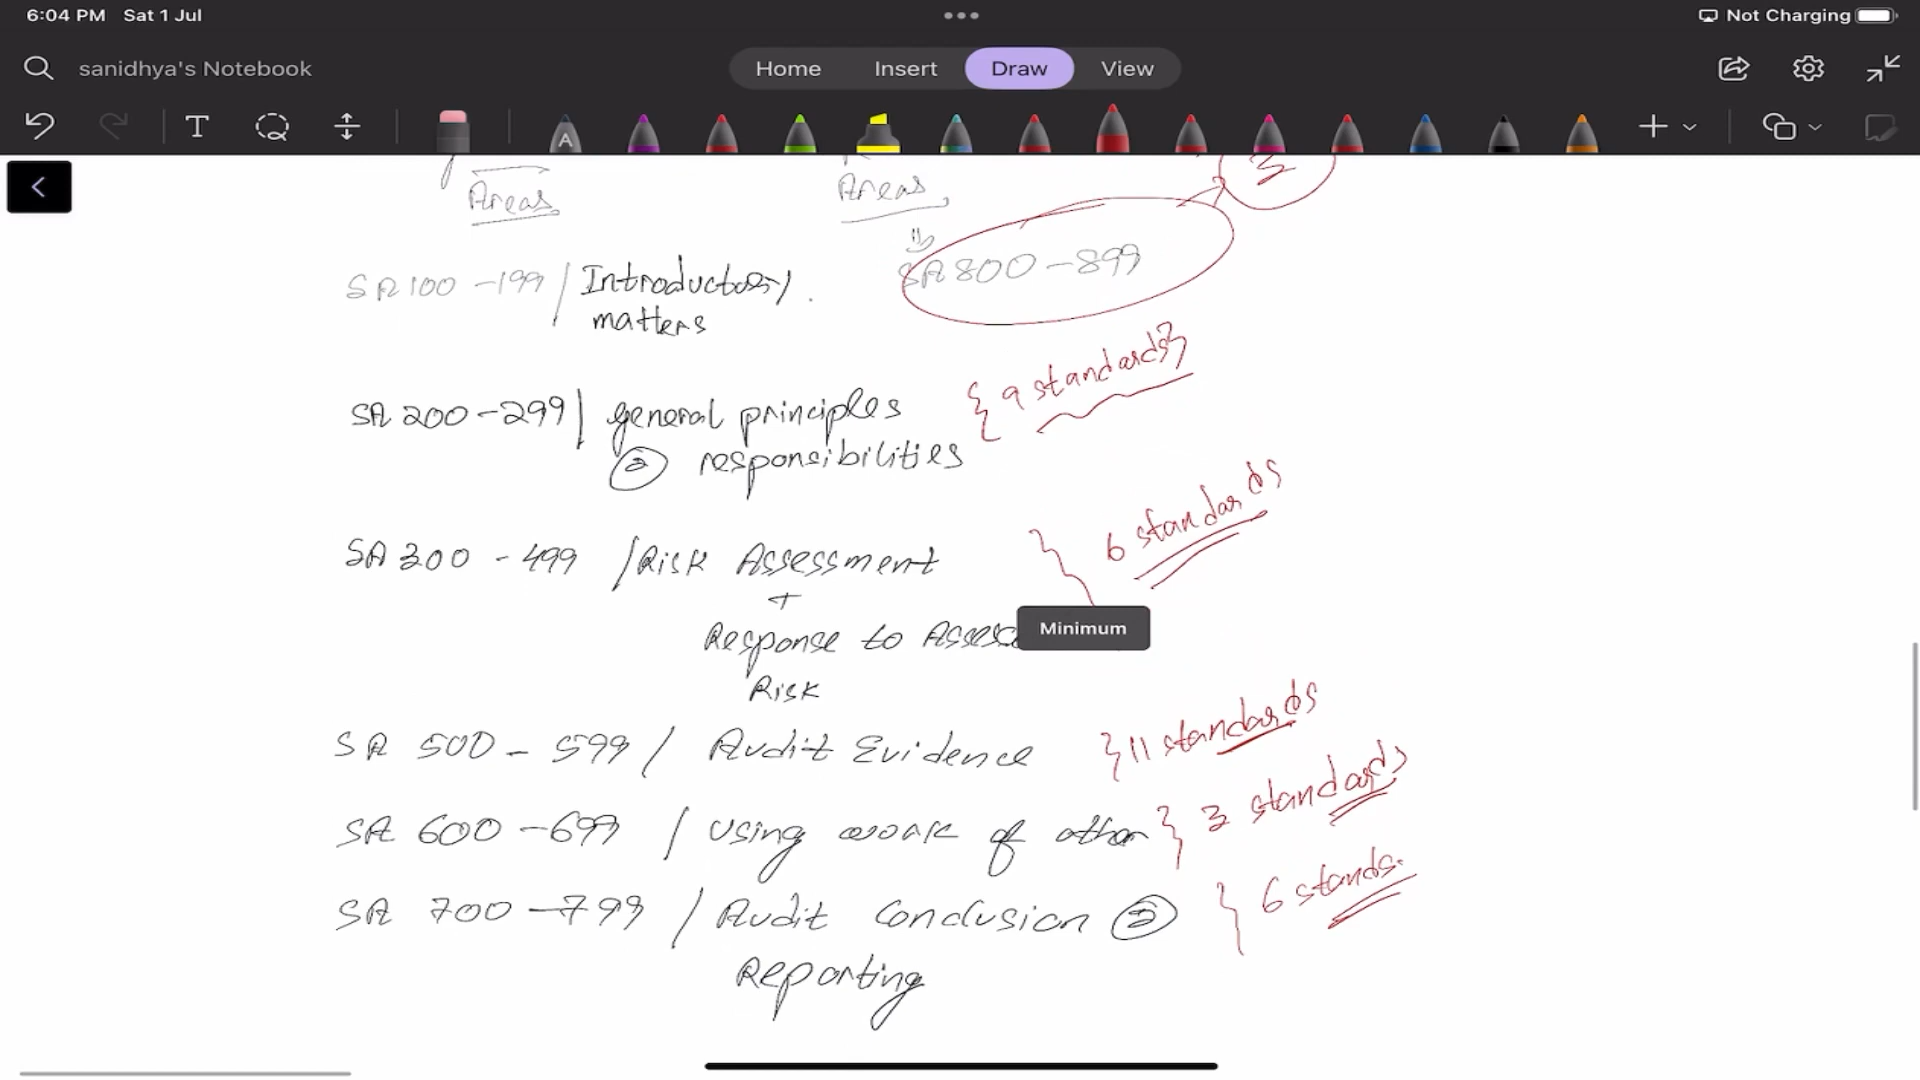 6:04 PM Sat 1 Jul
Not Charging
sanidhya's Notebook
Home Insert Draw View
T
A
Areas
Areas
3
SA 800 - 899
SA 100 - 199 / Introductory
matters
{ 9 standards }
SA 200 - 299 | general principles
responsibilities
SA 300 - 499 / Risk Assessment
+
} 6 standards
Minimum
Response to
Risk
SA 500 - 599 / Audit Evidence } 11 standards
SA 600 - 699 / using work of other } 3 standards
SA 700 - 799 / Audit Conclusion } 6 stands.
Reporting